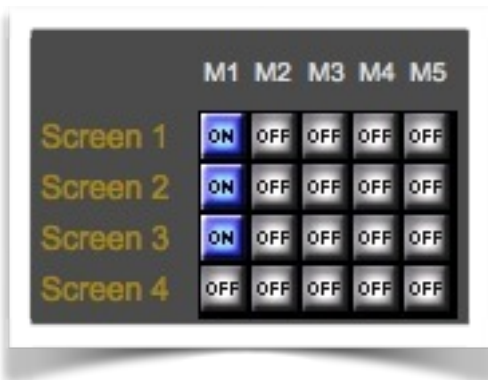 M1 M2 M3 M4 M5
Screen 1 ON OFF OFF OFF OFF
Screen 2 ON OFF OFF OFF OFF
Screen 3 ON OFF OFF OFF OFF
Screen 4 OFF OFF OFF OFF OFF